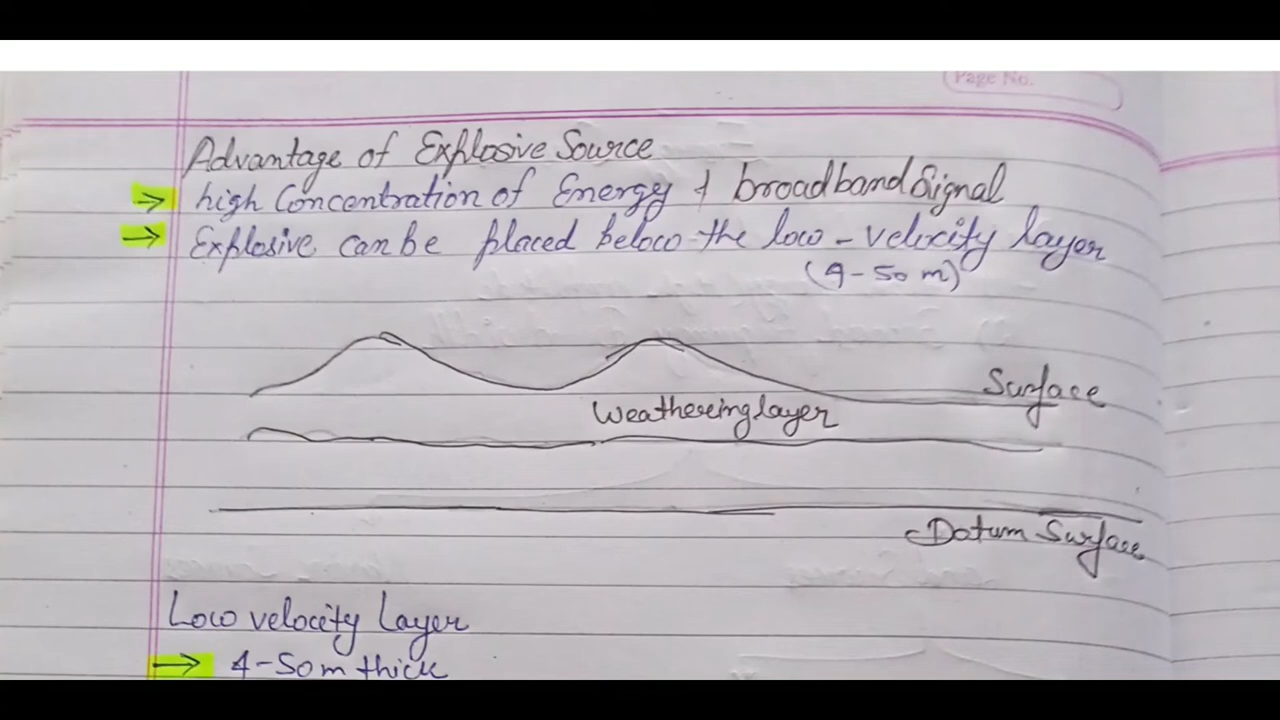 Page No.
Advantage of Explosive Source
→ high Concentration of Energy + broadband Signal
→ Explosive can be placed below the low-velocity layer
(4-50 m)
Surface
Weathereing layer
Datum Surface
Low velocity Layer
→ 4-50m thick